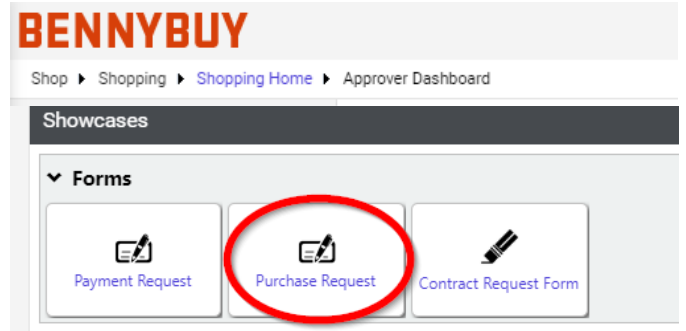 BENNYBUY
Shop Shopping Shopping Home Approver Dashboard
Showcases
Forms
Payment Request Purchase Request Contract Request Form